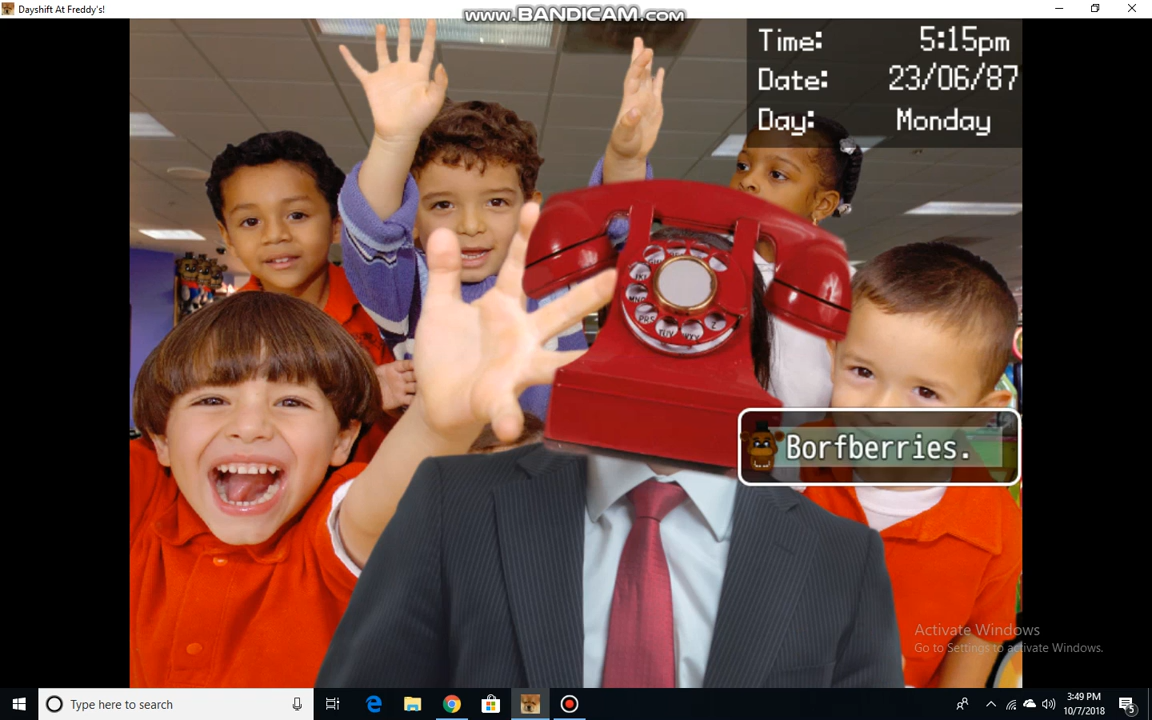 Dayshift At Freddy's!
www.BANDICAM.com
Time: 5:15pm
Date: 23/06/87
Day: Monday
Borfberries.
Activate Windows
Go to Settings to activate Windows.
Type here to search
3:49 PM
10/7/2018
5